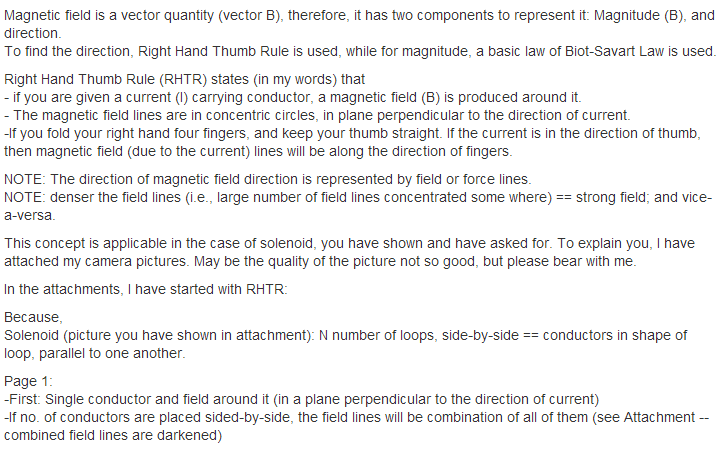 Magnetic field is a vector quantity (vector B), therefore, it has two components to represent it: Magnitude (B), and
direction.
To find the direction, Right Hand Thumb Rule is used, while for magnitude, a basic law of Biot-Savart Law is used.
Right Hand Thumb Rule (RHTR) states (in my words) that
- if you are given a current (I) carrying conductor, a magnetic field (B) is produced around it.
- The magnetic field lines are in concentric circles, in plane perpendicular to the direction of current.
-If you fold your right hand four fingers, and keep your thumb straight. If the current is in the direction of thumb,
then magnetic field (due to the current) lines will be along the direction of fingers.
NOTE: The direction of magnetic field direction is represented by field or force lines.
NOTE: denser the field lines (i.e., large number of field lines concentrated some where) == strong field; and vice-
a-versa.
This concept is applicable in the case of solenoid, you have shown and have asked for. To explain you, I have
attached my camera pictures. May be the quality of the picture not so good, but please bear with me.
In the attachments, I have started with RHTR:
Because,
Solenoid (picture you have shown in attachment): N number of loops, side-by-side == conductors in shape of
loop, parallel to one another.
Page 1:
-First: Single conductor and field around it (in a plane perpendicular to the direction of current)
-If no. of conductors are placed sided-by-side, the field lines will be combination of all of them (see Attachment --
combined field lines are darkened)